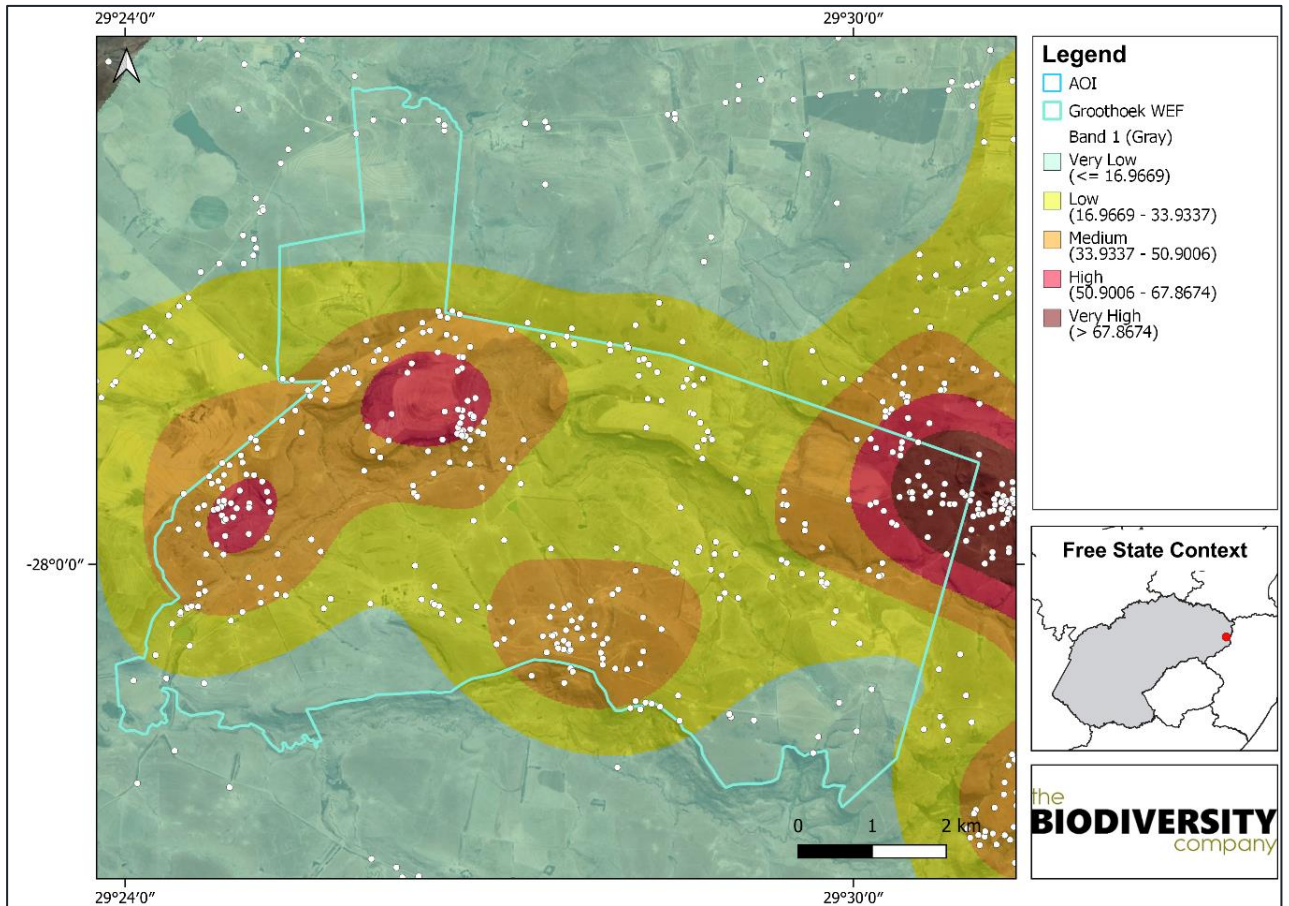 29°24′0″ 29°30′0″
Legend
AOI
Groothoek WEF
Band 1 (Gray)
Very Low
(<= 16.9669)
Low
(16.9669 - 33.9337)
Medium
(33.9337 - 50.9006)
High
(50.9006 - 67.8674)
Very High
(> 67.8674)
-28°0′0″
Free State Context
0 1 2 km
the
BIODIVERSITY
company
29°24′0″ 29°30′0″